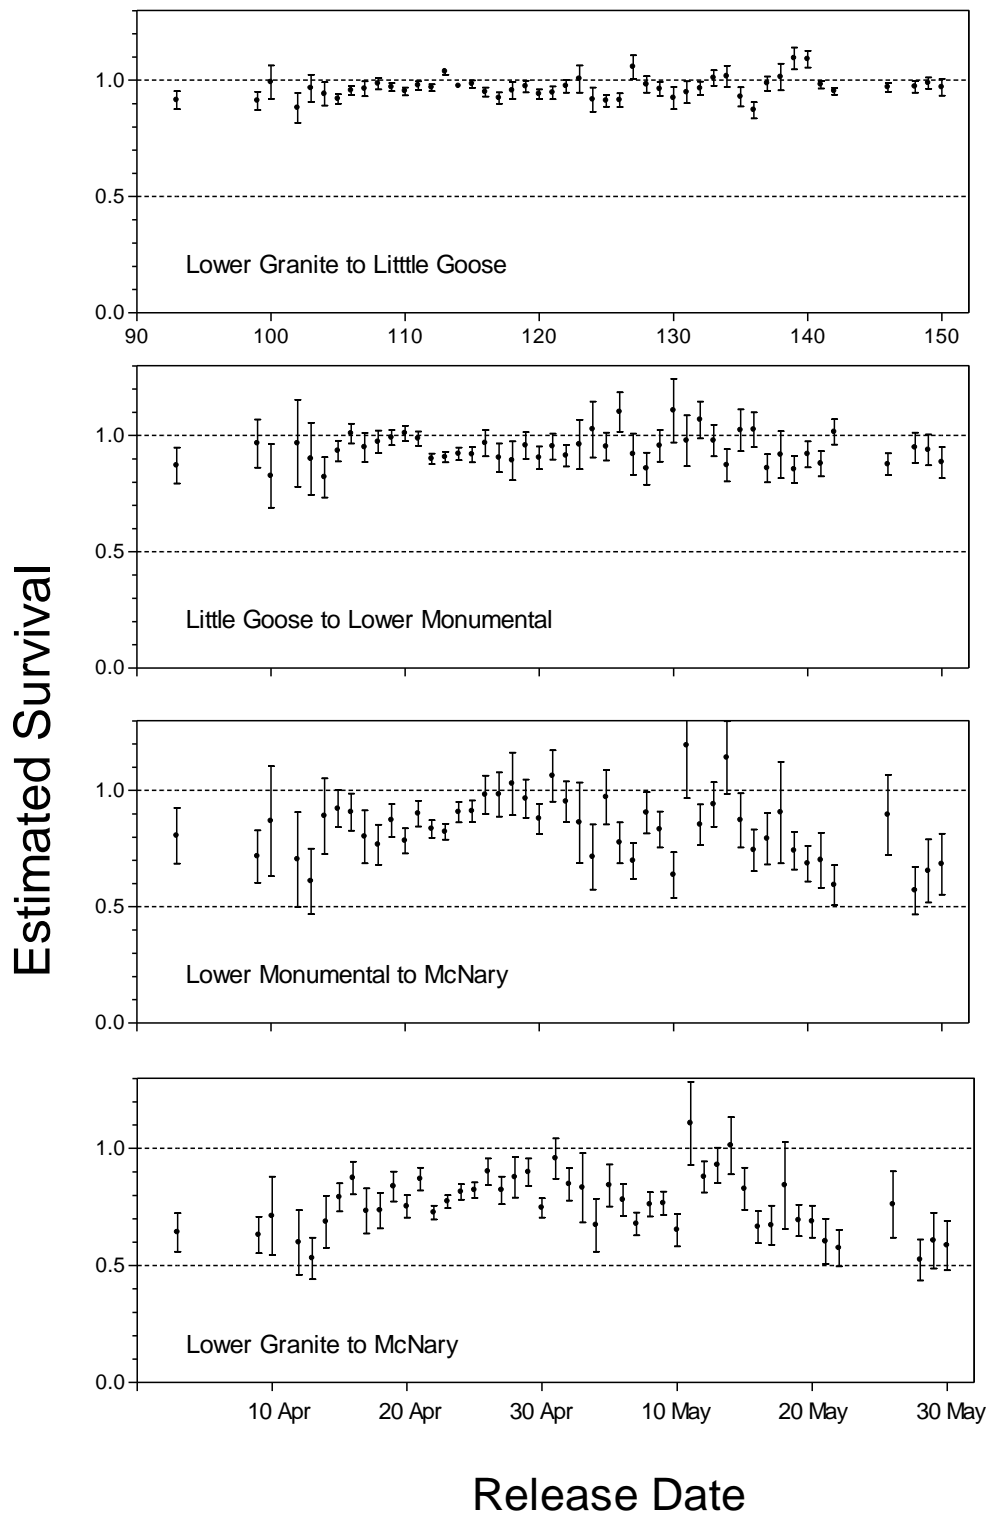 1.0
0.5
Lower Granite to Litttle Goose
0.0
90 100 110 120 130 140 150
1.0
0.5
Little Goose to Lower Monumental
0.0
Estimated Survival
1.0
0.5
Lower Monumental to McNary
0.0
1.0
0.5
Lower Granite to McNary
0.0
10 Apr 20 Apr 30 Apr 10 May 20 May 30 May
Release Date